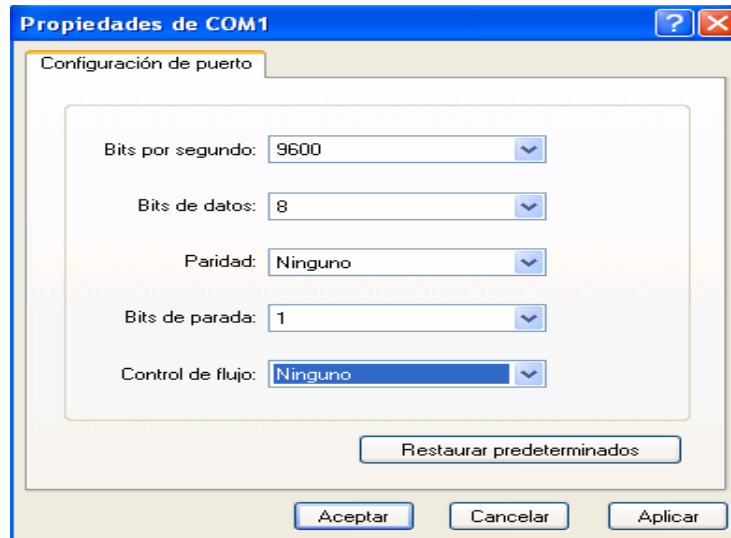 Propiedades de COM1
Configuración de puerto
Bits por segundo: 9600
Bits de datos: 8
Paridad: Ninguno
Bits de parada: 1
Control de flujo: Ninguno
Restaurar predeterminados
Aceptar Cancelar Aplicar